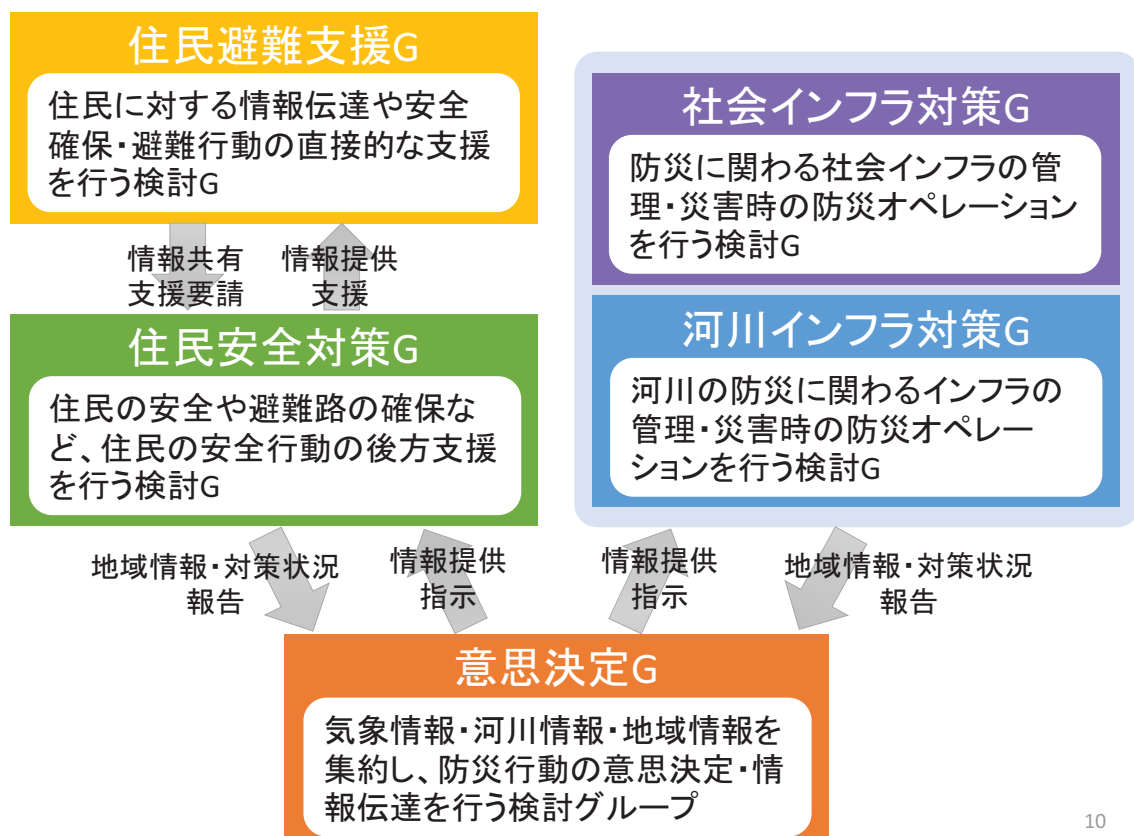 住民避難支援G
住民に対する情報伝達や安全
確保・避難行動の直接的な支援
を行う検討G
社会インフラ対策G
防災に関わる社会インフラの管
理・災害時の防災オペレーション
を行う検討G
情報共有
支援要請
情報提供
支援
住民安全対策G
住民の安全や避難路の確保な
ど、住民の安全行動の後方支援
を行う検討G
河川インフラ対策G
河川の防災に関わるインフラの
管理・災害時の防災オペレー
ションを行う検討G
地域情報・対策状況
報告
情報提供
指示
情報提供
指示
地域情報・対策状況
報告
意思決定G
気象情報・河川情報・地域情報を
集約し、防災行動の意思決定・情
報伝達を行う検討グループ
10